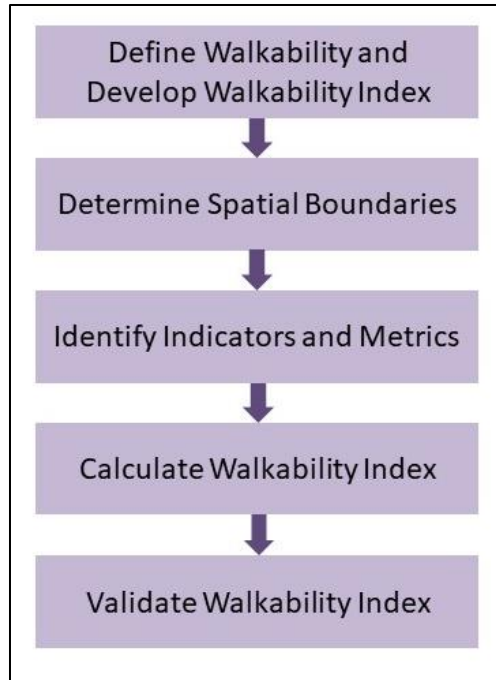 Define Walkability and
Develop Walkability Index
Determine Spatial Boundaries
Identify Indicators and Metrics
Calculate Walkability Index
Validate Walkability Index